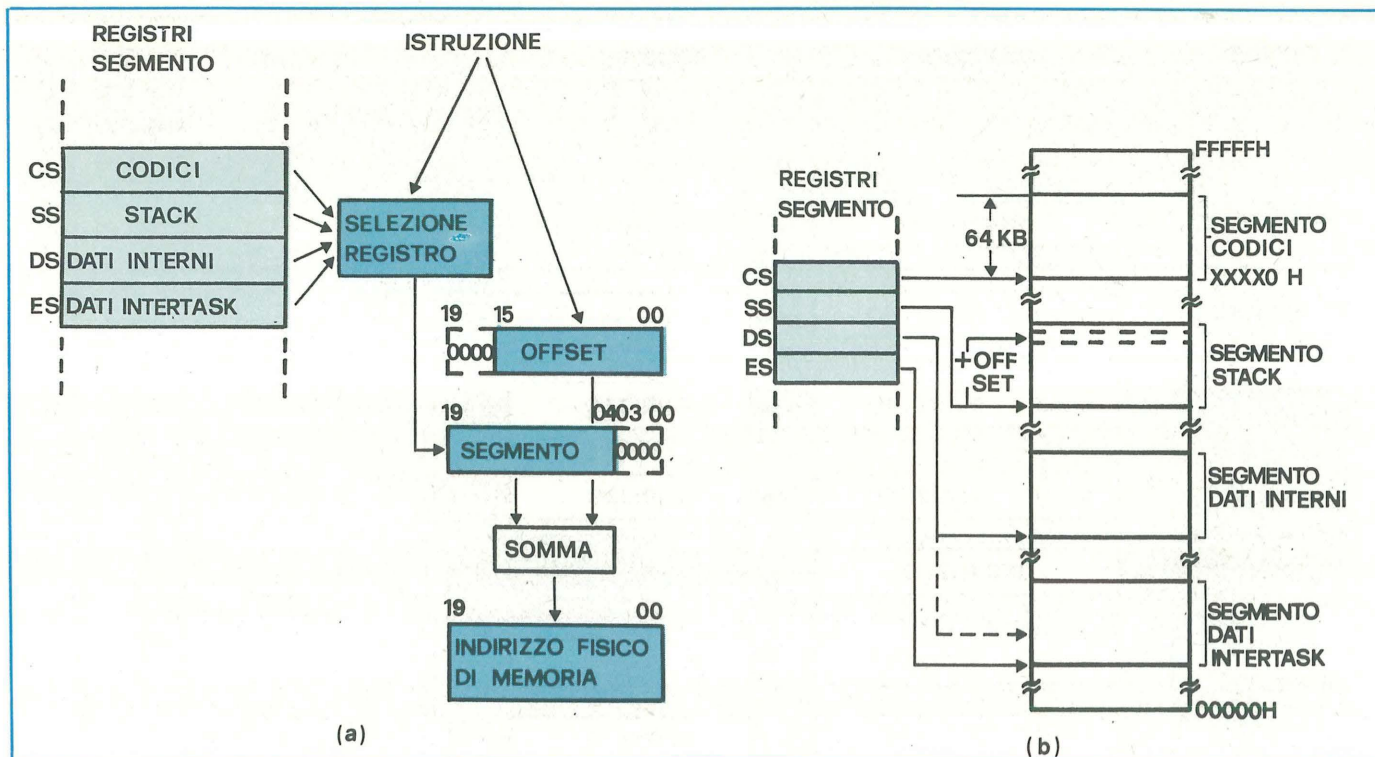 REGISTRI
SEGMENTO
ISTRUZIONE
CS CODICI
SS STACK
DS DATI INTERNI
ES DATI INTERTASK
SELEZIONE
REGISTRO
19 15 00
0000 OFFSET
19 0403 00
SEGMENTO 0000
SOMMA
19 00
INDIRIZZO FISICO
DI MEMORIA
(a)
REGISTRI
SEGMENTO
CS
SS
DS
ES
FFFFFH
64 KB
SEGMENTO
CODICI
XXXX0 H
+ OFF
SET
SEGMENTO
STACK
SEGMENTO
DATI INTERNI
SEGMENTO
DATI
INTERTASK
00000H
(b)